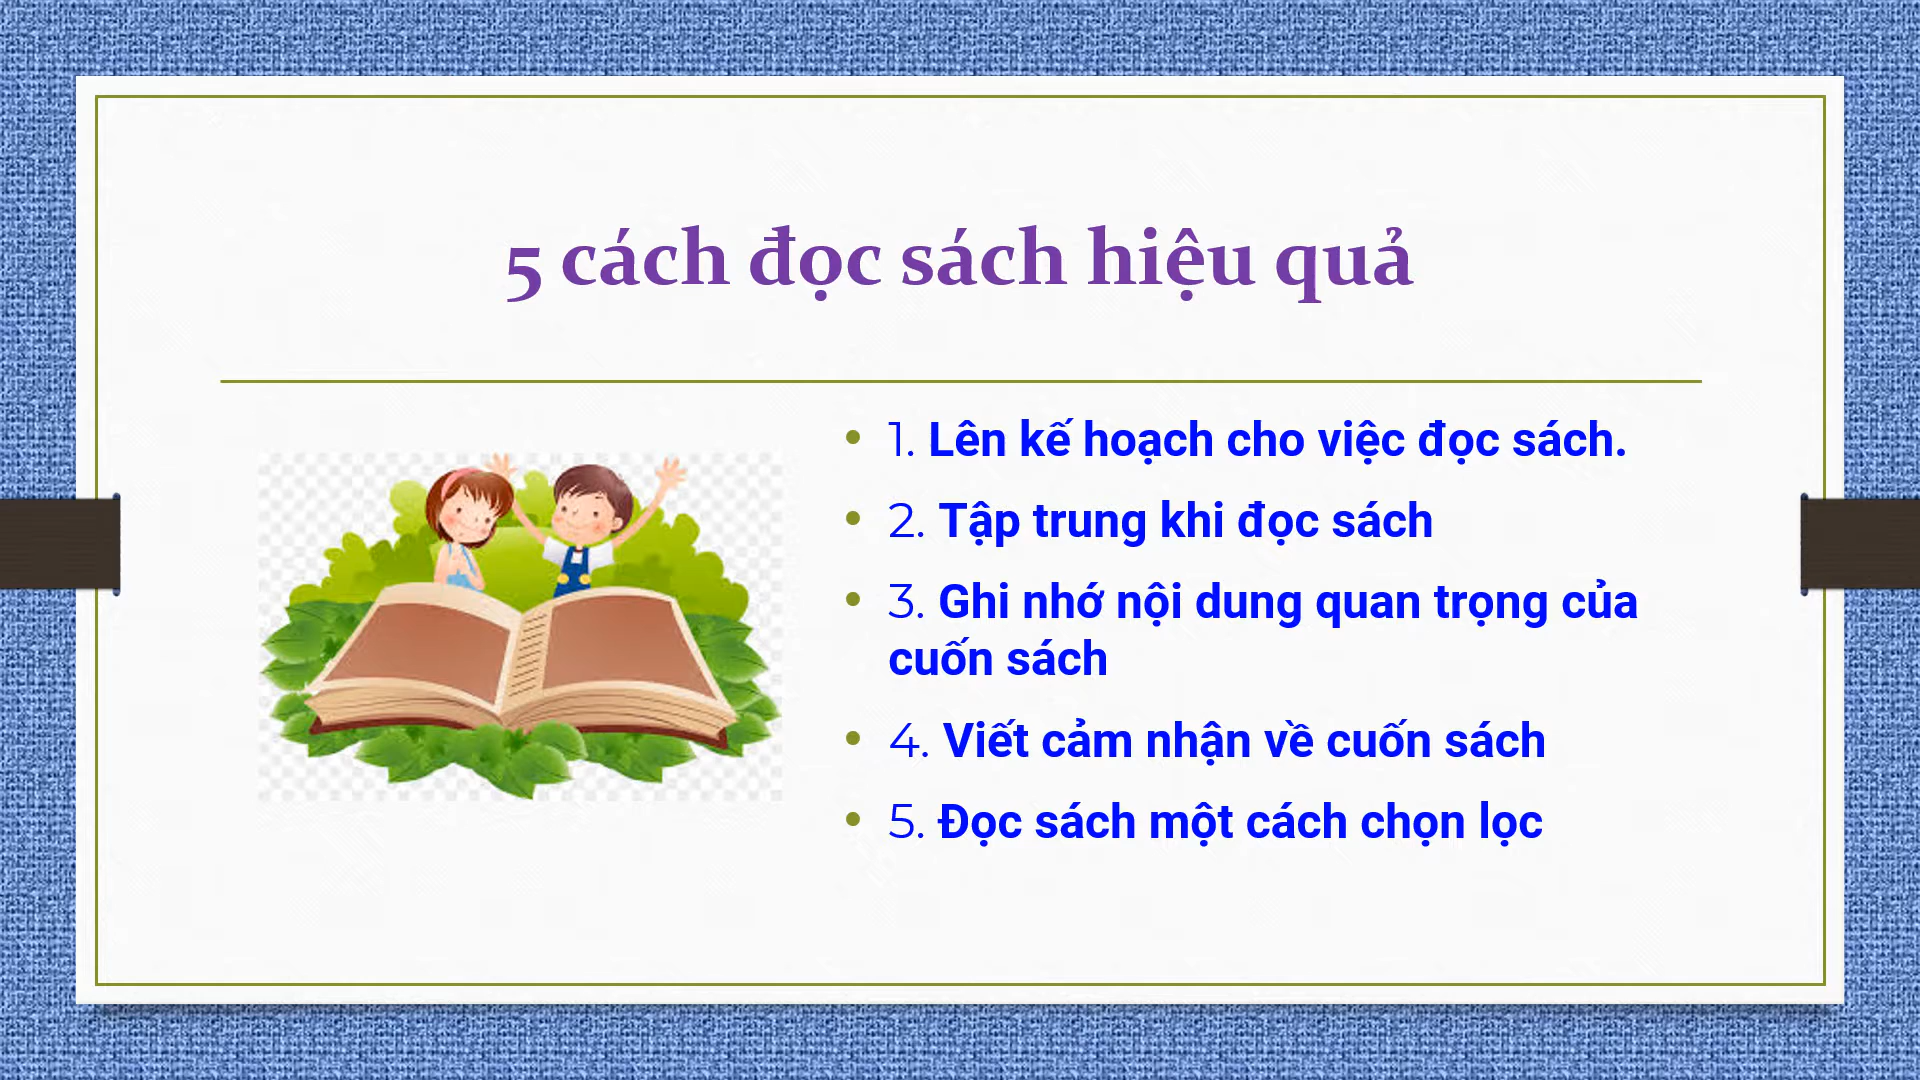 5 cách đọc sách hiệu quả
• 1. Lên kế hoạch cho việc đọc sách.
• 2. Tập trung khi đọc sách
• 3. Ghi nhớ nội dung quan trọng của
cuốn sách
• 4. Viết cảm nhận về cuốn sách
• 5. Đọc sách một cách chọn lọc